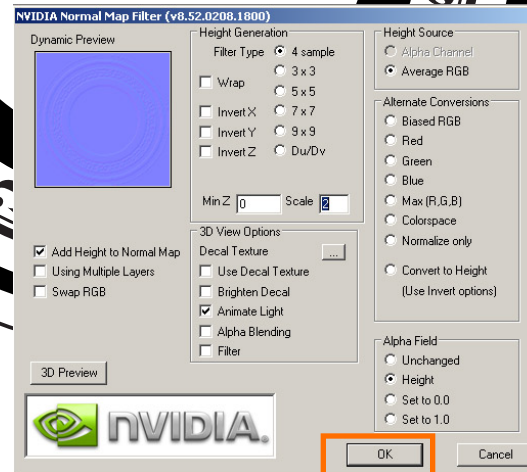 NVIDIA Normal Map Filter (v8.52.0208.1800)
Dynamic Preview
Height Generation
Filter Type 4 sample
3 x 3
Wrap
5 x 5
Invert X 7 x 7
Invert Y 9 x 9
Invert Z Du/Dv
Min Z 0 Scale 2
Height Source
Alpha Channel
Average RGB
Alternate Conversions
Biased RGB
Red
Green
Blue
Max (R,G,B)
Colorspace
Normalize only
Convert to Height
(Use Invert options)
Add Height to Normal Map
Using Multiple Layers
Swap RGB
3D View Options
Decal Texture ...
Use Decal Texture
Brighten Decal
Animate Light
Alpha Blending
Filter
Alpha Field
Unchanged
Height
Set to 0.0
Set to 1.0
3D Preview
NVIDIA.
OK Cancel